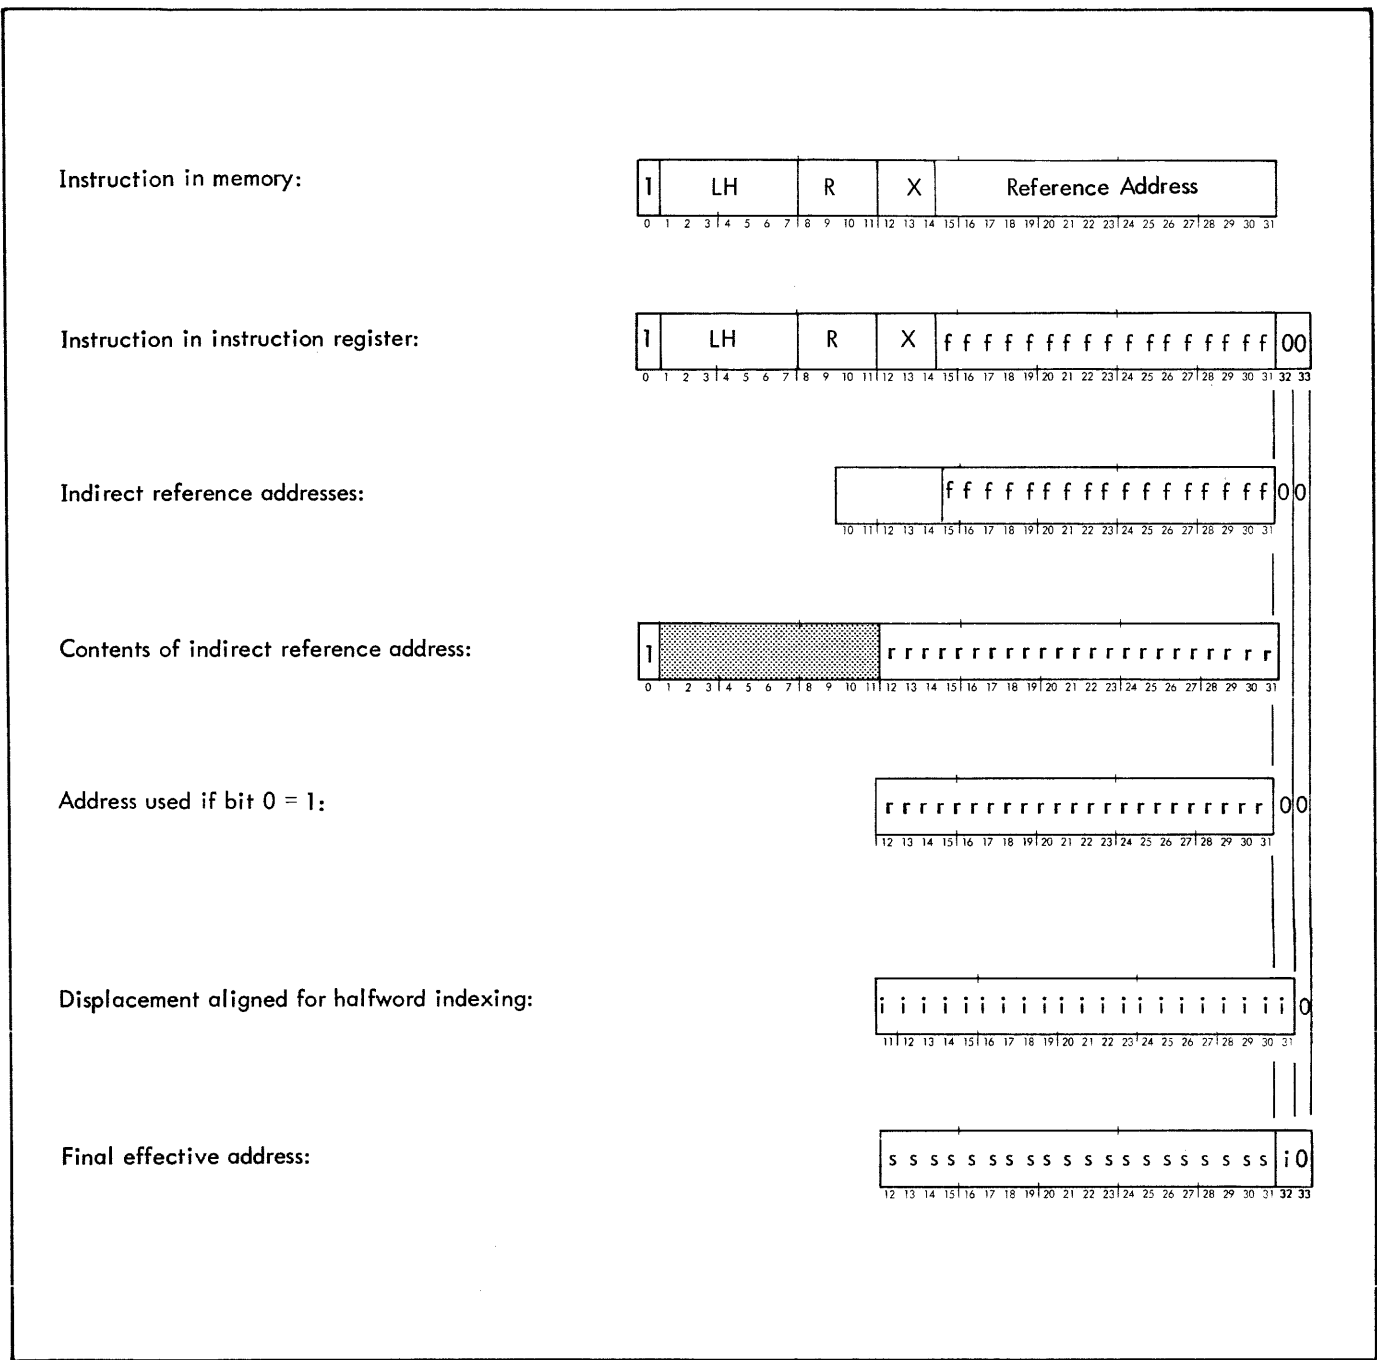 Instruction in memory:
1 LH R X Reference Address
0 1 2 3 4 5 6 7 8 9 10 11 12 13 14 15 16 17 18 19 20 21 22 23 24 25 26 27 28 29 30 31
Instruction in instruction register:
1 LH R X f f f f f f f f f f f f f f f f f 00
0 1 2 3 4 5 6 7 8 9 10 11 12 13 14 15 16 17 18 19 20 21 22 23 24 25 26 27 28 29 30 31 32 33
Indirect reference addresses:
f f f f f f f f f f f f f f f f f 0 0
10 11 12 13 14 15 16 17 18 19 20 21 22 23 24 25 26 27 28 29 30 31
Contents of indirect reference address:
1 r r r r r r r r r r r r r r r r r r r r
0 1 2 3 4 5 6 7 8 9 10 11 12 13 14 15 16 17 18 19 20 21 22 23 24 25 26 27 28 29 30 31
Address used if bit 0 = 1:
r r r r r r r r r r r r r r r r r r r r 0 0
12 13 14 15 16 17 18 19 20 21 22 23 24 25 26 27 28 29 30 31
Displacement aligned for halfword indexing:
i i i i i i i i i i i i i i i i i i i i i 0
11 12 13 14 15 16 17 18 19 20 21 22 23 24 25 26 27 28 29 30 31
Final effective address:
s s s s s s s s s s s s s s s s s s s s i 0
12 13 14 15 16 17 18 19 20 21 22 23 24 25 26 27 28 29 30 31 32 33